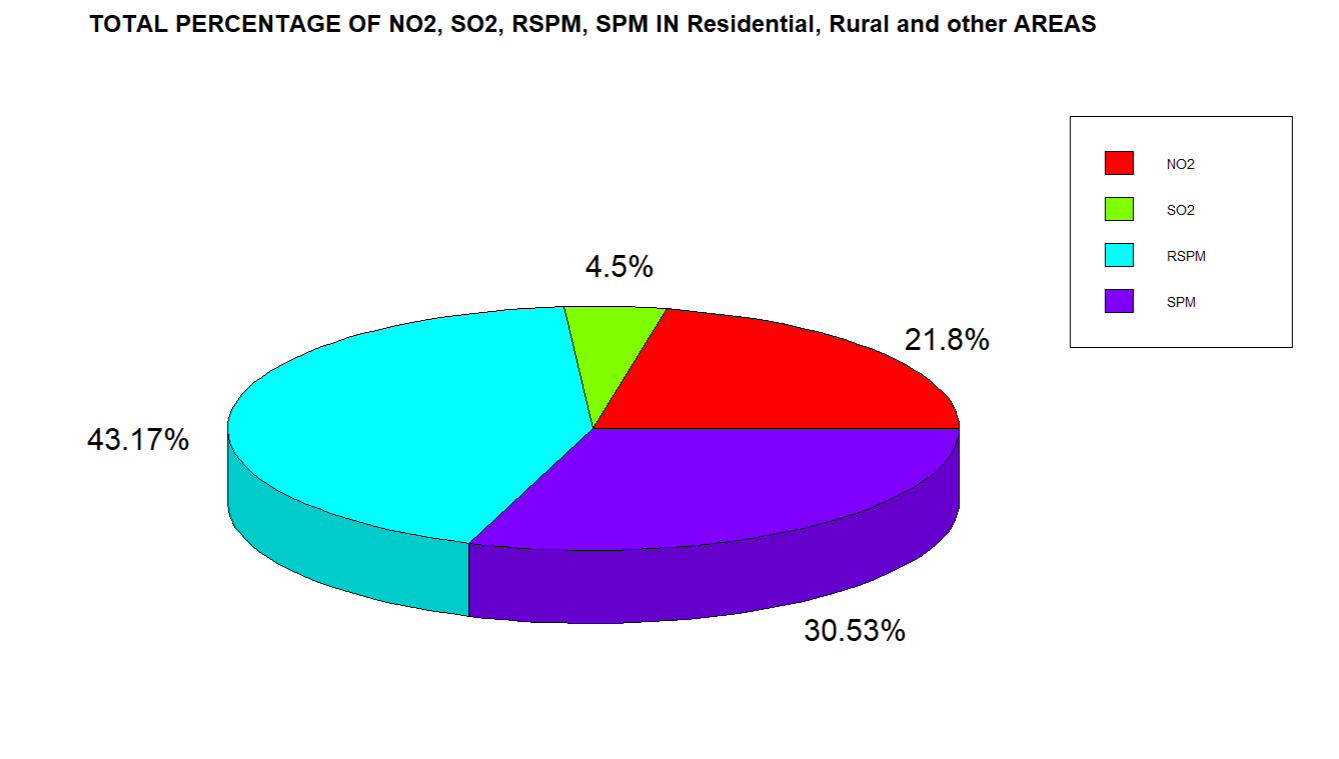 TOTAL PERCENTAGE OF NO2, SO2, RSPM, SPM IN Residential, Rural and other AREAS
NO2
SO2
RSPM
SPM
4.5%
21.8%
43.17%
30.53%